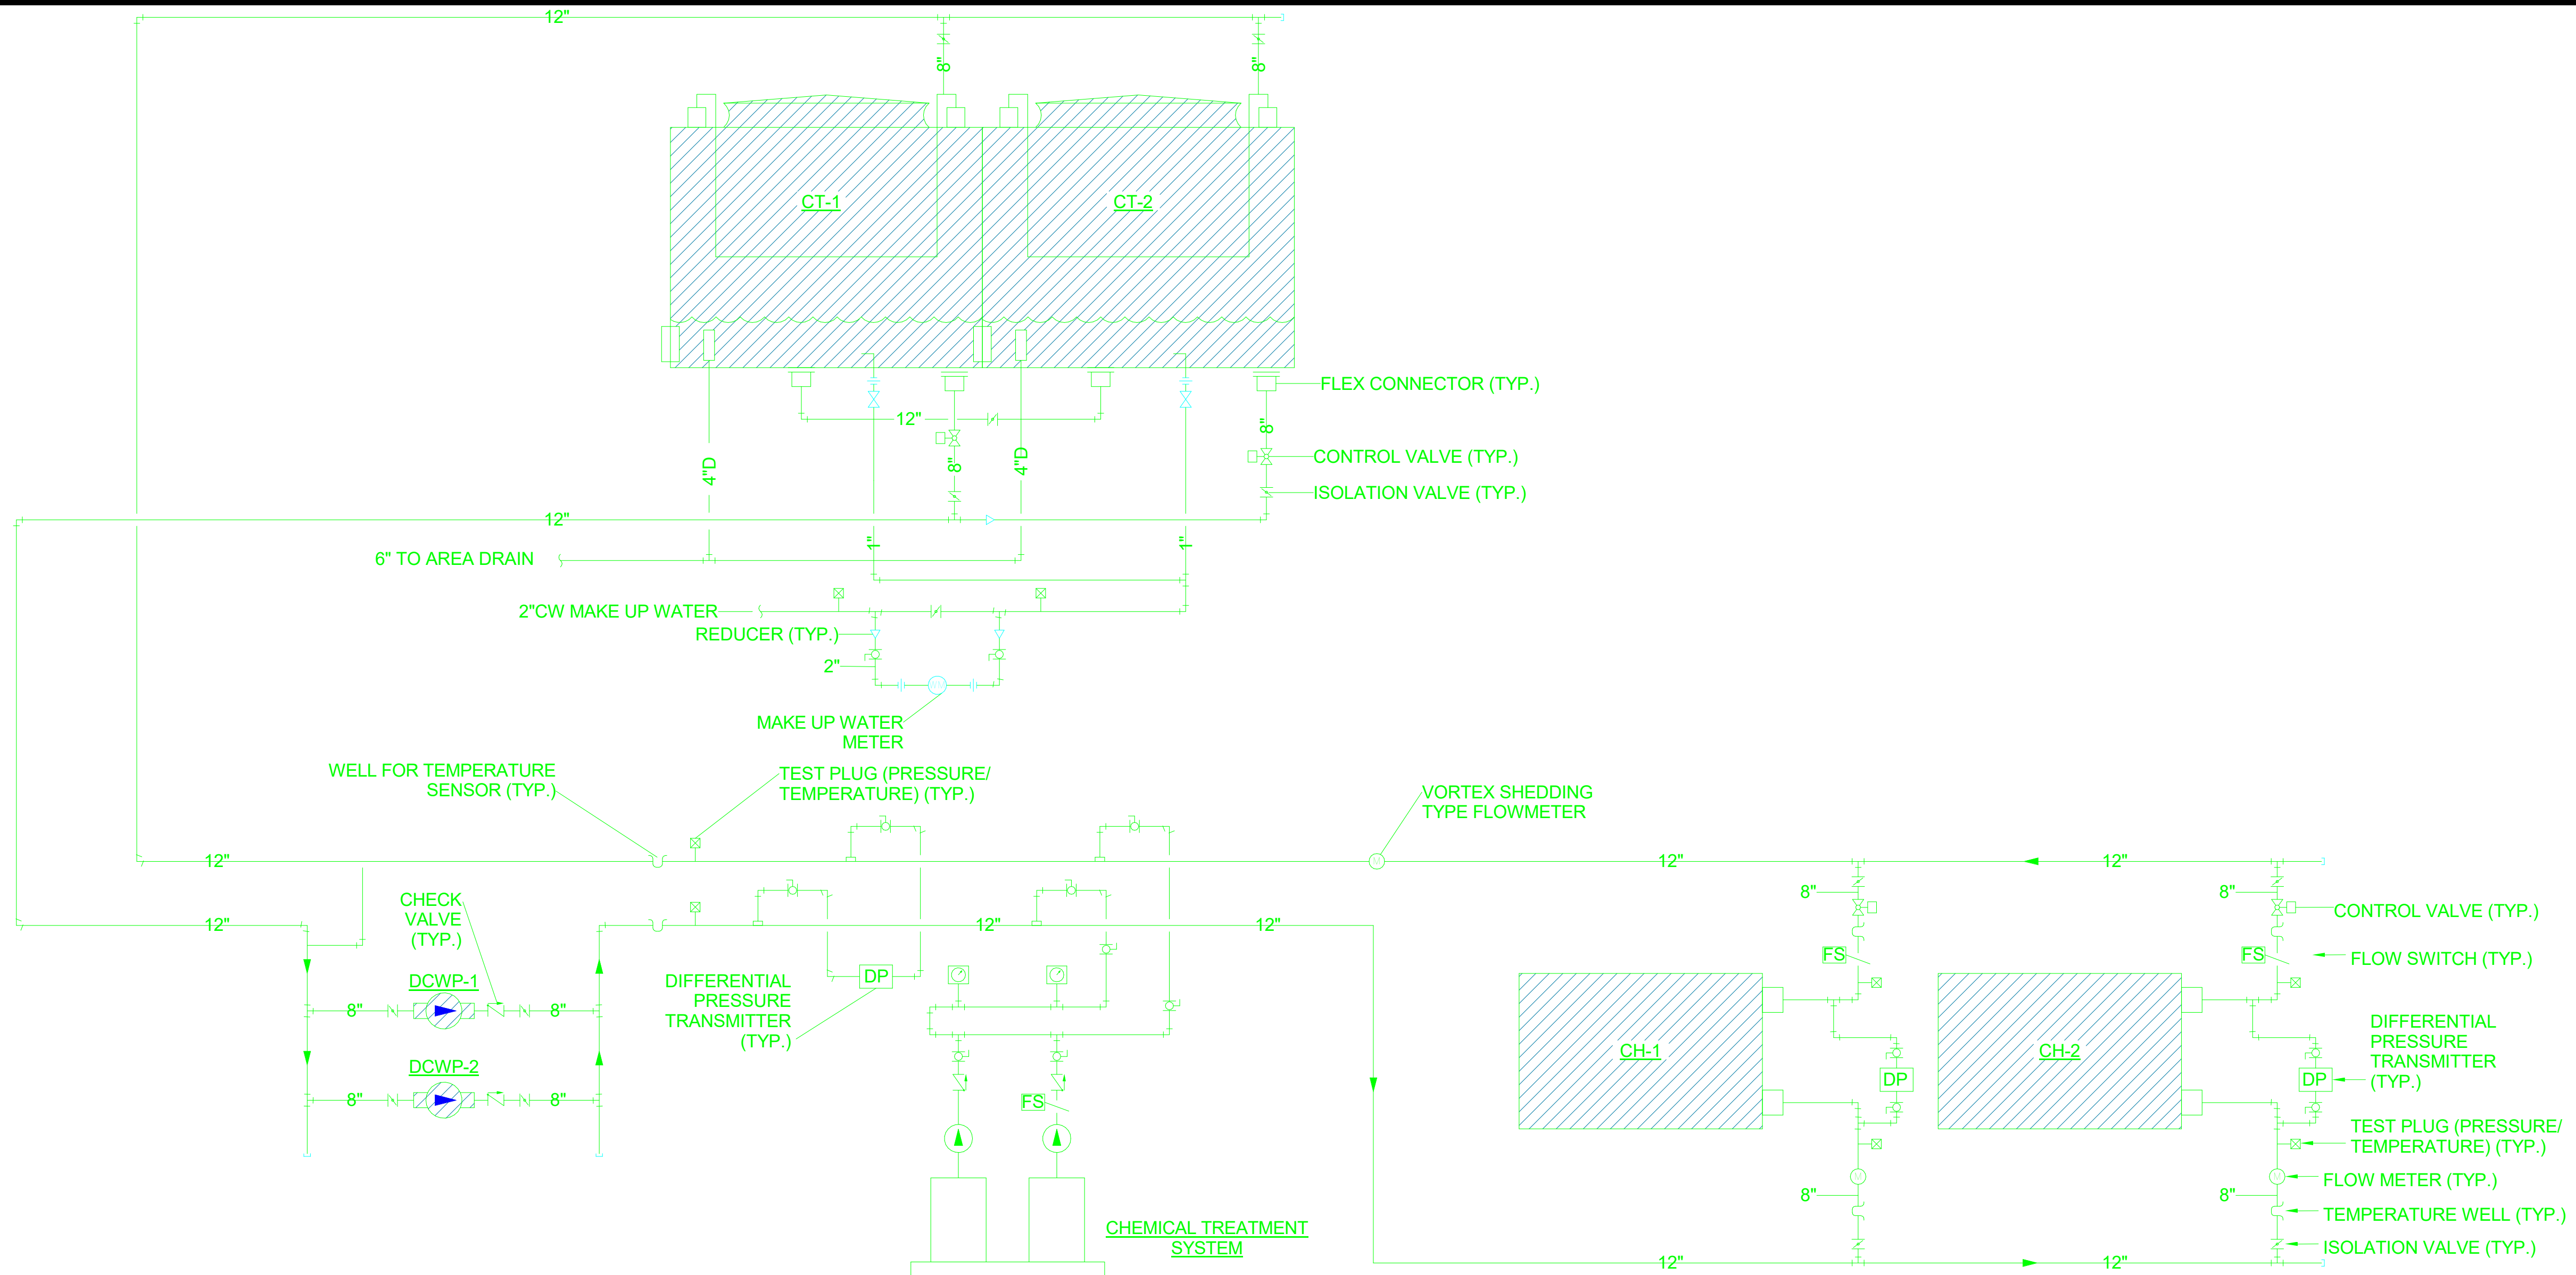 12"
8"
8"
CT-1
CT-2
FLEX CONNECTOR (TYP.)
12"
8"
CONTROL VALVE (TYP.)
4"D
8"
4"D
ISOLATION VALVE (TYP.)
12"
1"
1"
6" TO AREA DRAIN
2"CW MAKE UP WATER
REDUCER (TYP.)
2"
M
MAKE UP WATER
METER
WELL FOR TEMPERATURE
SENSOR (TYP.)
TEST PLUG (PRESSURE/
TEMPERATURE) (TYP.)
VORTEX SHEDDING
TYPE FLOWMETER
12"
M
12"
12"
8"
8"
CHECK
VALVE
(TYP.)
12"
12"
12"
CONTROL VALVE (TYP.)
FS
FS
FLOW SWITCH (TYP.)
DCWP-1
DIFFERENTIAL
PRESSURE
TRANSMITTER
(TYP.)
DP
8"
8"
DCWP-2
8"
8"
FS
CH-1
DP
CH-2
DP
DIFFERENTIAL
PRESSURE
TRANSMITTER
(TYP.)
TEST PLUG (PRESSURE/
TEMPERATURE) (TYP.)
M
M
FLOW METER (TYP.)
8"
8"
TEMPERATURE WELL (TYP.)
CHEMICAL TREATMENT
SYSTEM
ISOLATION VALVE (TYP.)
12"
12"